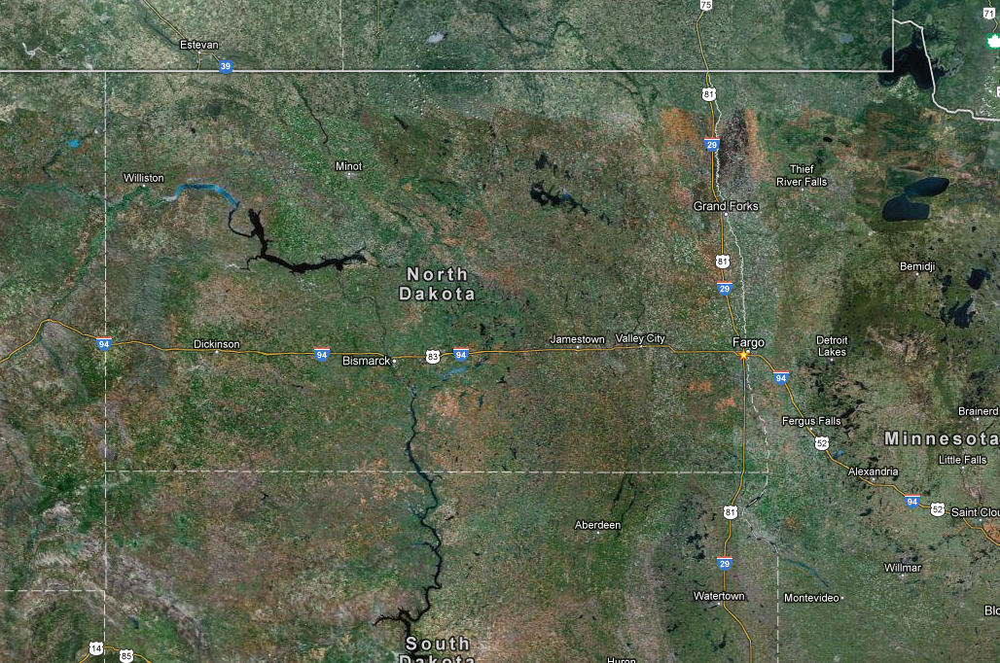 75
71
Estevan
39
81
29
Minot
Thief
River Falls
Williston
Grand Forks
81
Bemidji
North
Dakota
29
Jamestown
Valley City
Fargo
94
Dickinson
94
Bismarck
83
94
Detroit
Lakes
94
Brainerd
Fergus Falls
52
Minnesota
Little Falls
Alexandria
94
52
Saint Clou
81
Aberdeen
29
Willmar
Watertown
Montevideo
Blo
14
85
South
Dakota
Huron